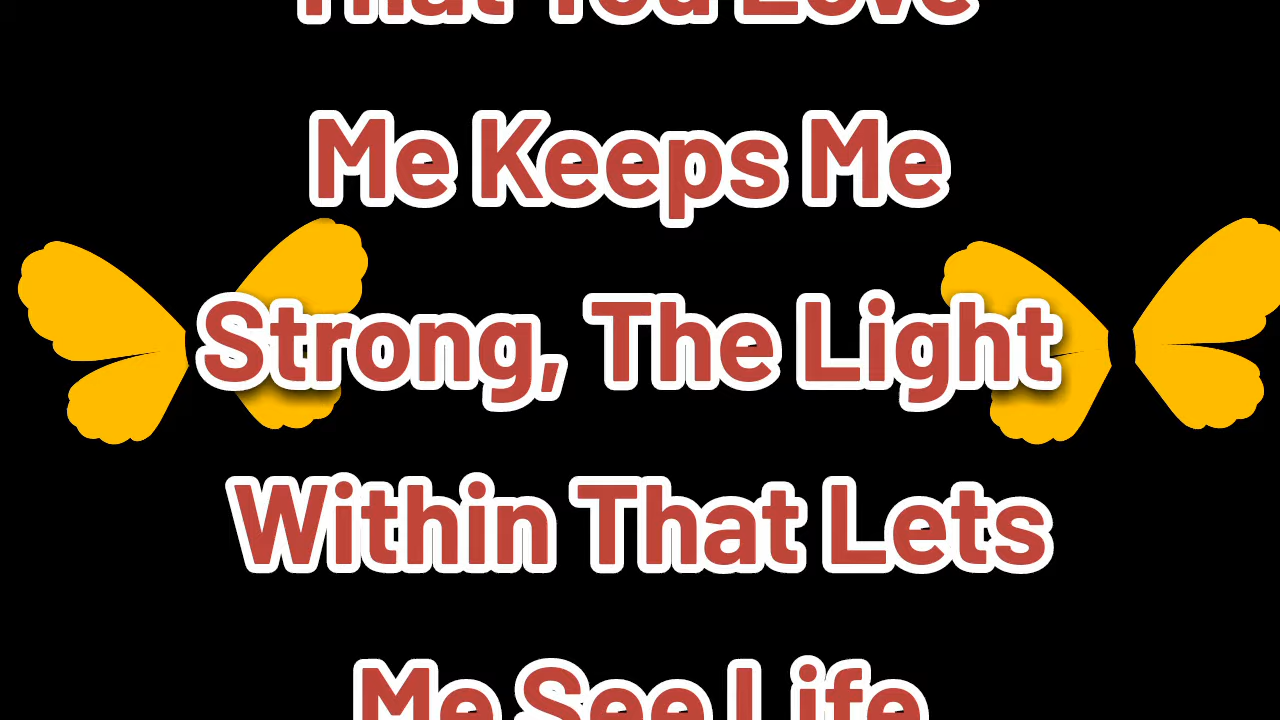 That You Love
Me Keeps Me
Strong, The Light
Within That Lets
Me See Life